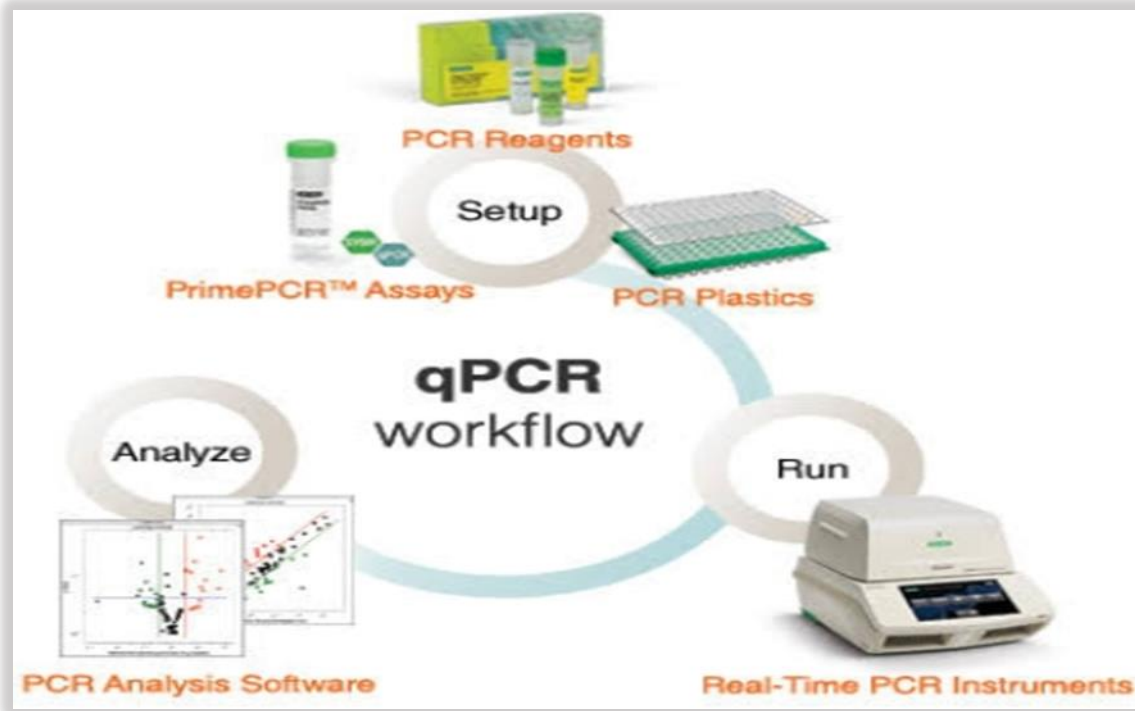 PCR Reagents
Setup
PrimePCR™ Assays
PCR Plastics
qPCR
workflow
Analyze
Run
PCR Analysis Software
Real-Time PCR Instruments